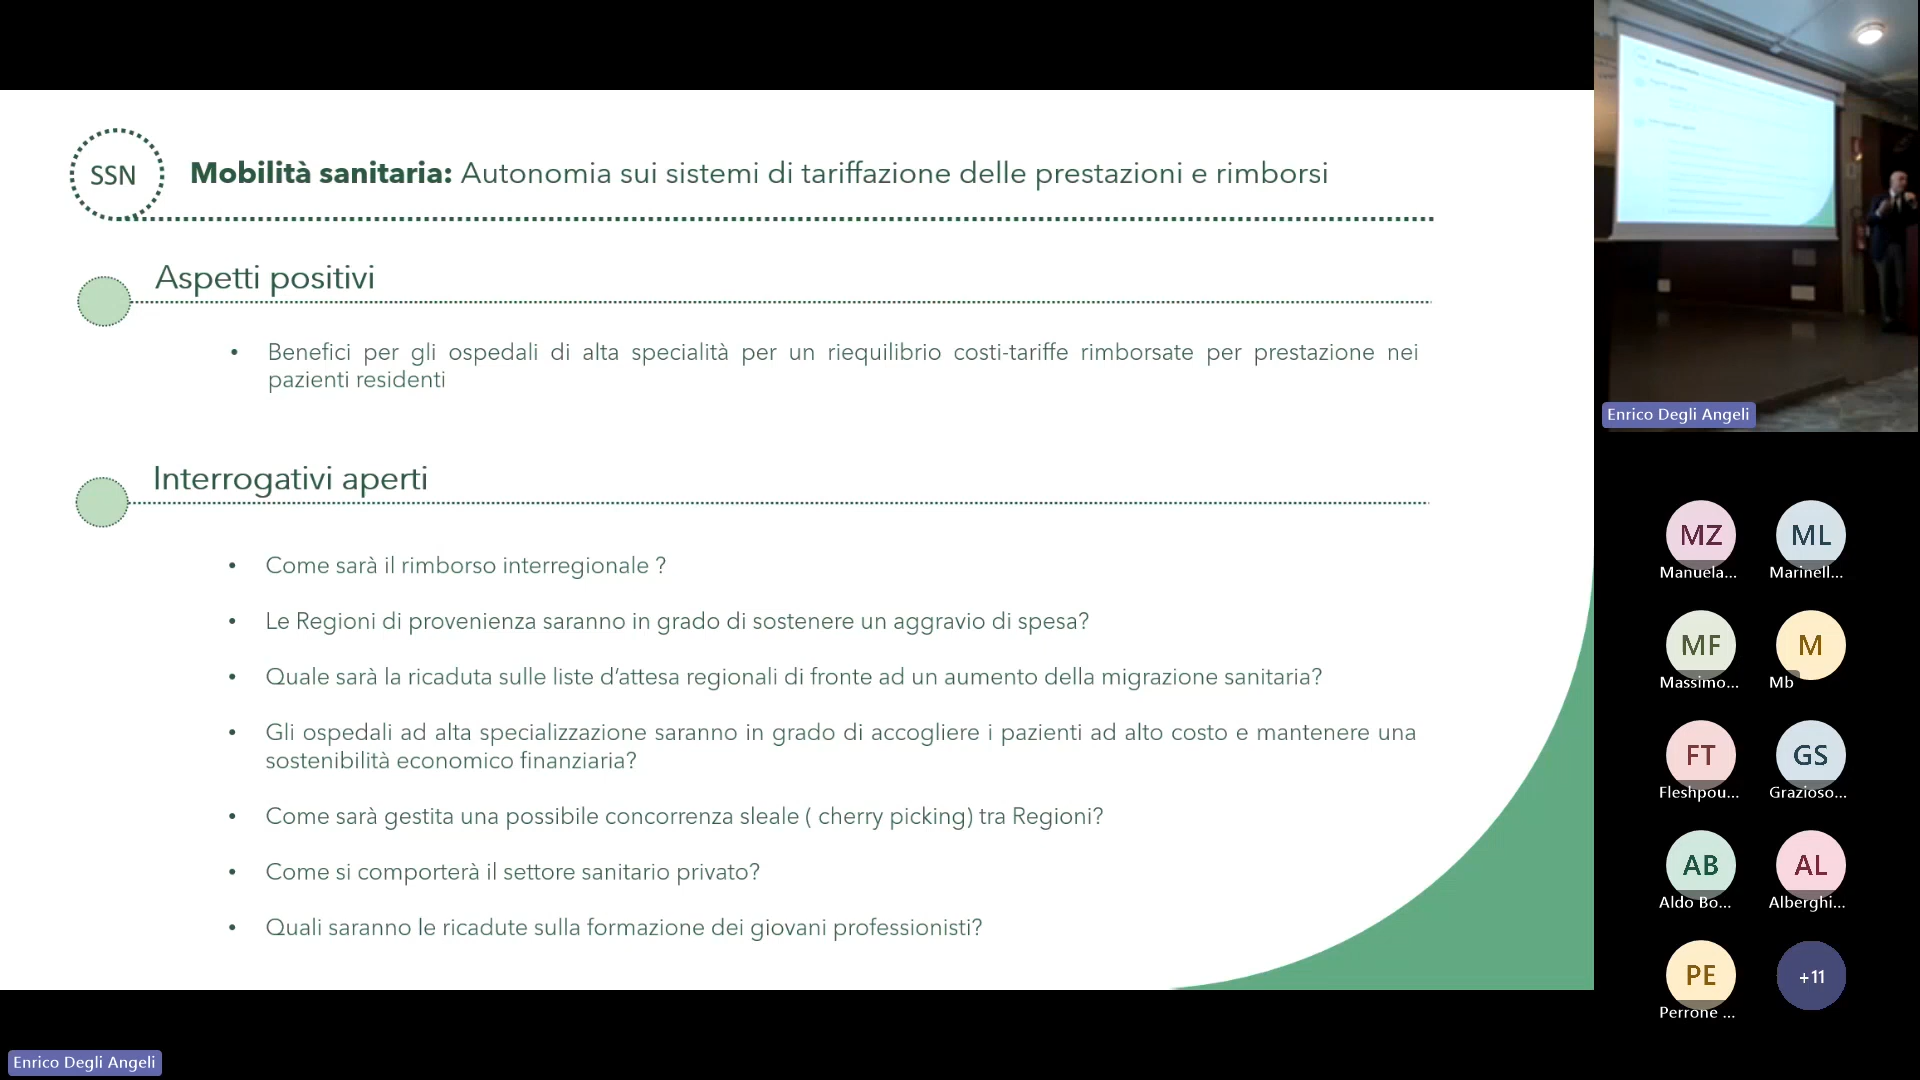 SSN
Mobilità sanitaria: Autonomia sui sistemi di tariffazione delle prestazioni e rimborsi
Aspetti positivi
• Benefici per gli ospedali di alta specialità per un riequilibrio costi-tariffe rimborsate per prestazione nei
pazienti residenti
Interrogativi aperti
• Come sarà il rimborso interregionale ?
• Le Regioni di provenienza saranno in grado di sostenere un aggravio di spesa?
• Quale sarà la ricaduta sulle liste d'attesa regionali di fronte ad un aumento della migrazione sanitaria?
• Gli ospedali ad alta specializzazione saranno in grado di accogliere i pazienti ad alto costo e mantenere una
sostenibilità economico finanziaria?
• Come sarà gestita una possibile concorrenza sleale ( cherry picking) tra Regioni?
• Come si comporterà il settore sanitario privato?
• Quali saranno le ricadute sulla formazione dei giovani professionisti?
Enrico Degli Angeli
MZ
Manuela...
ML
Marinell...
MF
Massimo...
M
Mb
FT
Fleshpou...
GS
Grazioso...
AB
Aldo Bo...
AL
Alberghi...
PE
Perrone ...
+11
Enrico Degli Angeli